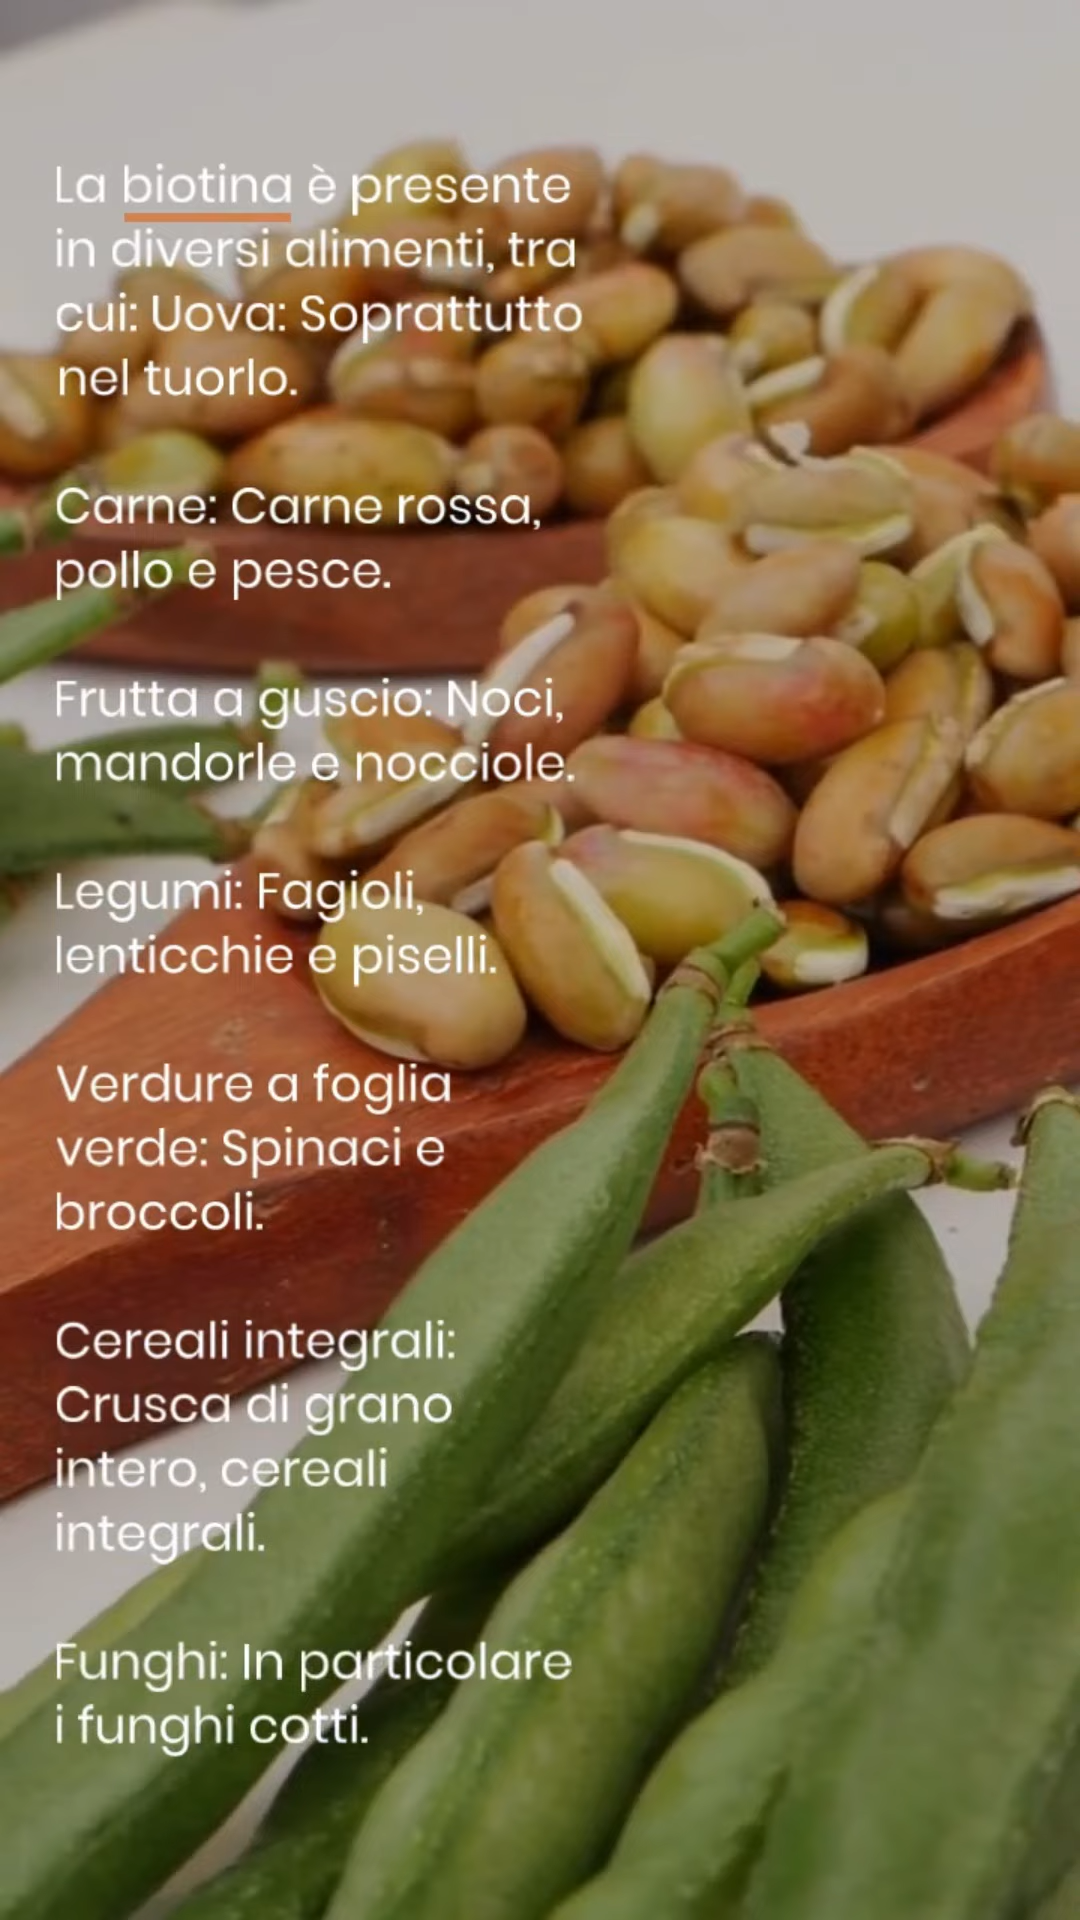 La biotina è presente
in diversi alimenti, tra
cui: Uova: Soprattutto
nel tuorlo.
Carne: Carne rossa,
pollo e pesce.
Frutta a guscio: Noci,
mandorle e nocciole.
Legumi: Fagioli,
lenticchie e piselli.
Verdure a foglia
verde: Spinaci e
broccoli.
Cereali integrali:
Crusca di grano
intero, cereali
integrali.
Funghi: In particolare
i funghi cotti.